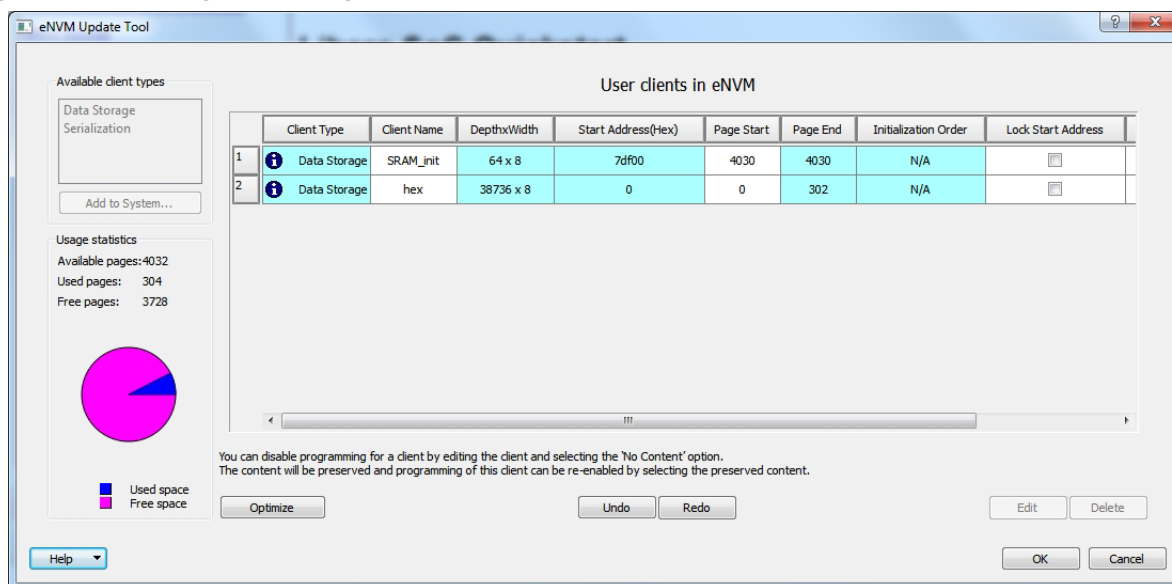 eNVM Update Tool
Available client types
Data Storage
Serialization
Add to System...
Usage statistics
Available pages:4032
Used pages: 304
Free pages: 3728
Used space
Free space
User clients in eNVM
Client Type Client Name DepthxWidth Start Address(Hex) Page Start Page End Initialization Order Lock Start Address
1 Data Storage SRAM_init 64 x 8 7df00 4030 4030 N/A
2 Data Storage hex 38736 x 8 0 0 302 N/A
You can disable programming for a client by editing the client and selecting the 'No Content' option.
The content will be preserved and programming of this client can be re-enabled by selecting the preserved content.
Optimize Undo Redo Edit Delete
Help OK Cancel